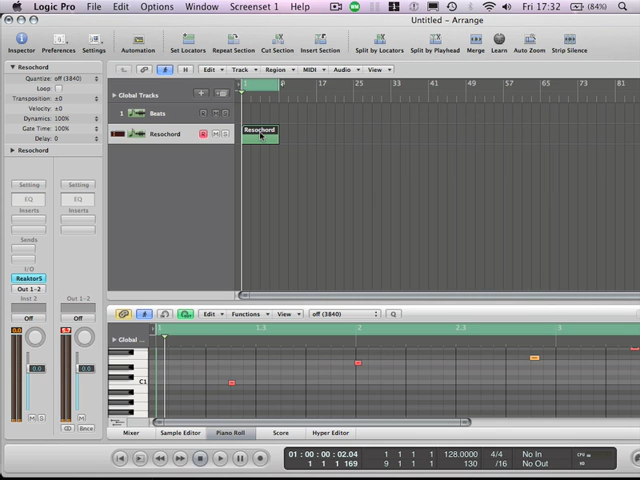 Logic Pro File Edit Options Window Screenset 1 Help Fri 17:32 (84%)
Untitled - Arrange
Inspector Preferences Settings Automation Set Locators Repeat Section Cut Section Insert Section Split by Locators Split by Playhead Merge Learn Auto Zoom Strip Silence
Resochord
Quantize: off (3840)
Loop:
Transposition: ±0
Velocity: ±0
Dynamics: 100%
Gate Time: 100%
Delay: 0
Resochord
H Edit Track Region MIDI Audio View
1 9 17 25 33 41 49 57 65 73 81
Global Tracks
1 Beats R M S
Resochord R M S
Resochord
Setting Setting
EQ EQ
Inserts Inserts
Sends
I/O
Reaktor5
Out 1-2
Inst 2 Out 1-2
Off Off
0.0 0.0
M S M
Bnce
Edit Functions View off (3840) Q
1 1.3 2 2.3 3
Global ...
C1
Mixer Sample Editor Piano Roll Score Hyper Editor
01:00:00:02.04 1 1 1 1 128.0000 4/4 No In CPU
1 1 1 169 9 1 1 1 130 /16 No Out HD